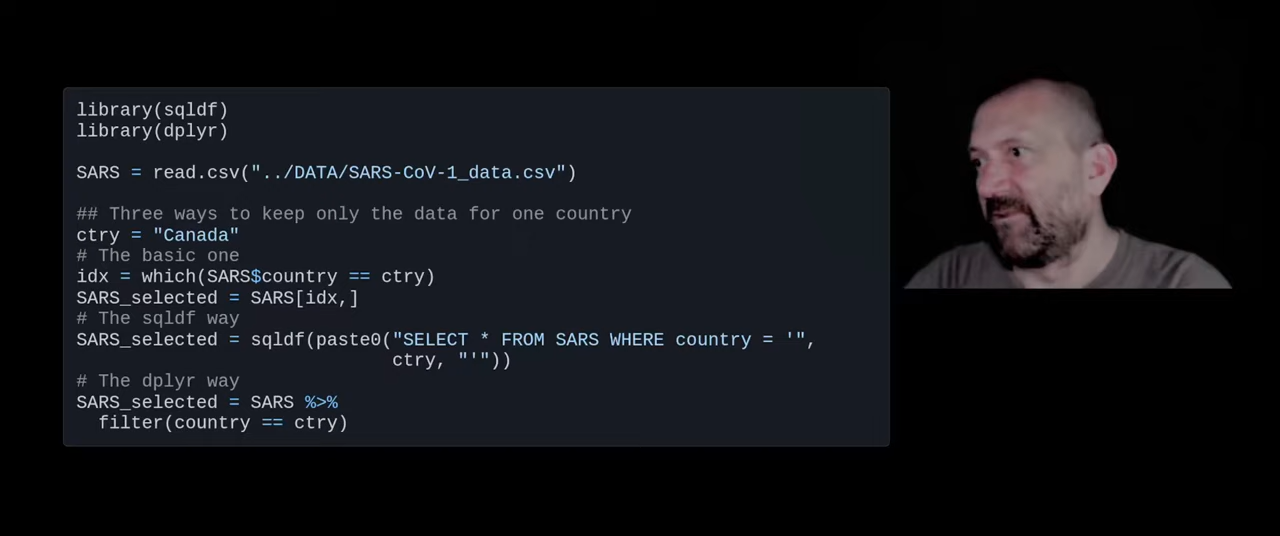 library(sqldf)
library(dplyr)
SARS = read.csv("../DATA/SARS-CoV-1_data.csv")
## Three ways to keep only the data for one country
ctry = "Canada"
# The basic one
idx = which(SARS$country == ctry)
SARS_selected = SARS[idx,]
# The sqldf way
SARS_selected = sqldf(paste0("SELECT * FROM SARS WHERE country = '",
ctry, "'"))
# The dplyr way
SARS_selected = SARS %>%
filter(country == ctry)